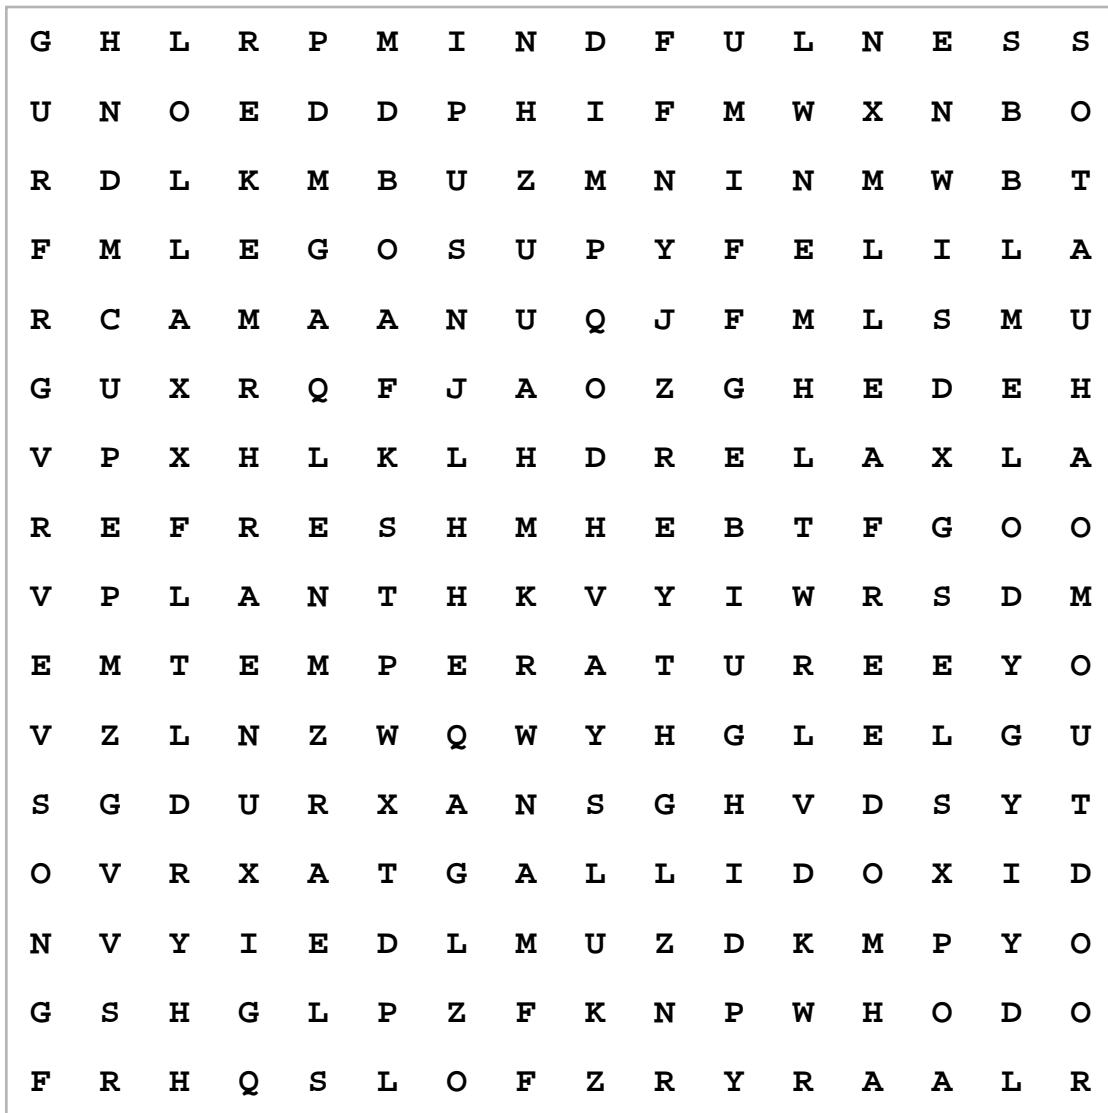 G H L R P M I N D F U L N E S S
U N O E D D P H I F M W X N B O
R D L K M B U Z M N I N M W B T
F M L E G O S U P Y F E L I L A
R C A M A A N U Q J F M L S M U
G U X R Q F J A O Z G H E D E H
V P X H L K L H D R E L A X L A
R E F R E S H M H E B T F G O O
V P L A N T H K V Y I W R S D M
E M T E M P E R A T U R E E Y O
V Z L N Z W Q W Y H G L E L G U
S G D U R X A N S G H V D S Y T
O V R X A T G A L L I D O X I D
N V Y I E D L M U Z D K M P Y O
G S H G L P Z F K N P W H O D O
F R H Q S L O F Z R Y R A A L R